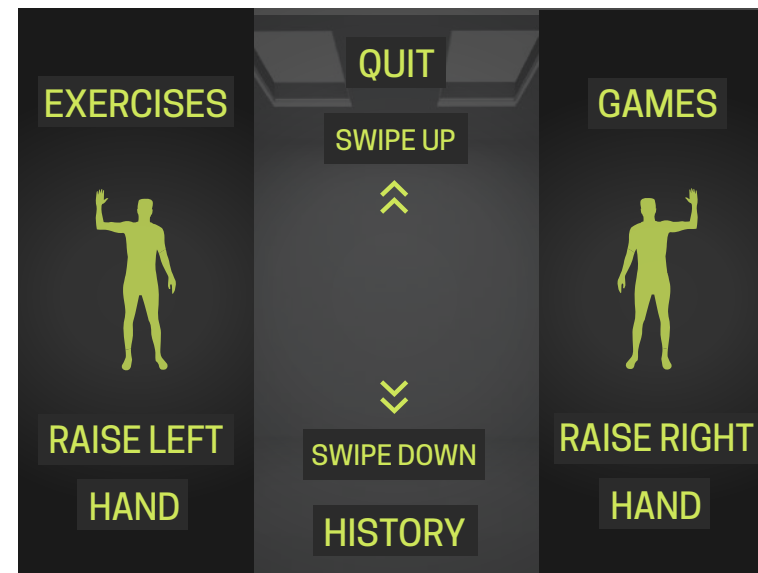 EXERCISES
RAISE LEFT
HAND
QUIT
SWIPE UP
SWIPE DOWN
HISTORY
GAMES
RAISE RIGHT
HAND